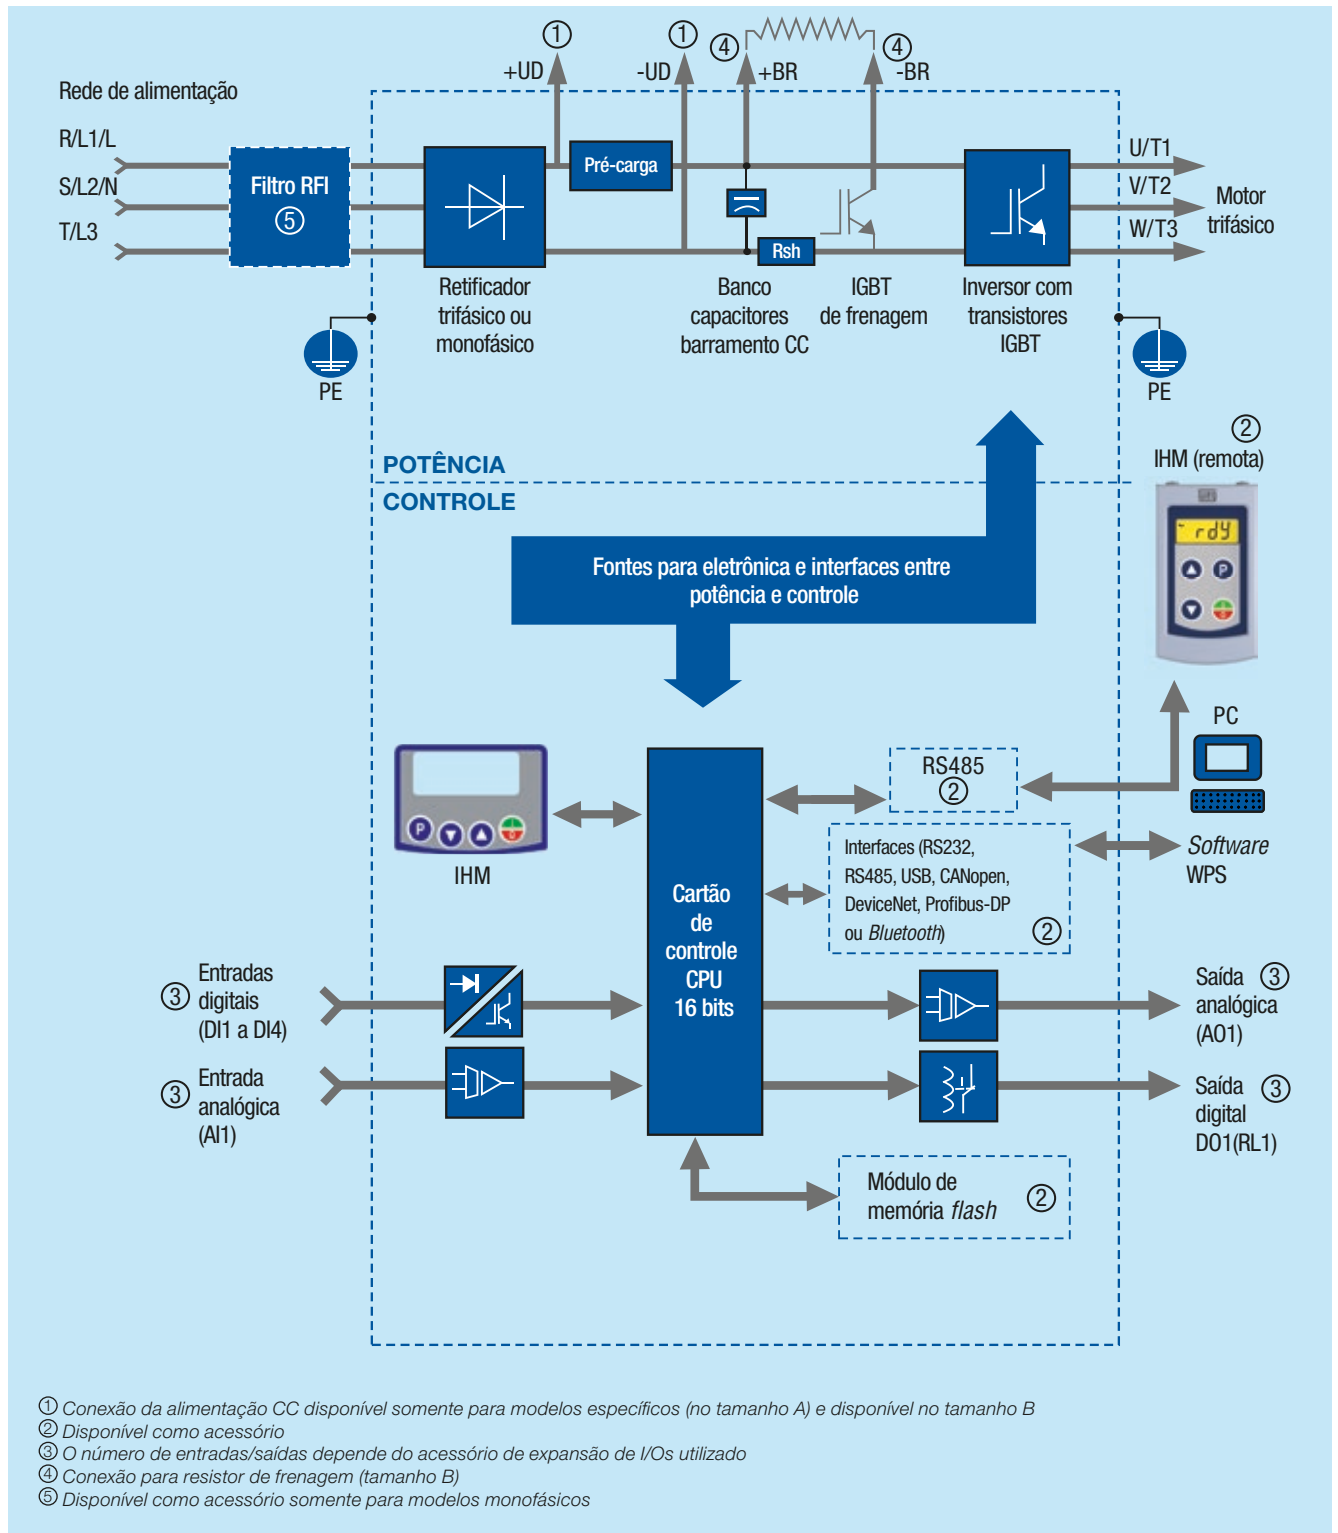 ① ①
④ ④
+UD -UD +BR -BR
Rede de alimentação
R/L1/L
S/L2/N
T/L3
Filtro RFI
⑤
Pré-carga
Rsh
U/T1
V/T2
W/T3
Motor
trifásico
Retificador
trifásico ou
monofásico
Banco
capacitores
barramento CC
IGBT
de frenagem
Inversor com
transistores
IGBT
PE
PE
POTÊNCIA
CONTROLE
②
IHM (remota)
rdy
P
Fontes para eletrônica e interfaces entre
potência e controle
PC
Software
WPS
RS485
②
P
IHM
Interfaces (RS232,
RS485, USB, CANopen,
DeviceNet, Profibus-DP
ou Bluetooth)
②
Cartão
de
controle
CPU
16 bits
③ Entradas
digitais
(DI1 a DI4)
③ Entrada
analógica
(AI1)
Saída ③
analógica
(AO1)
Saída ③
digital
DO1(RL1)
Módulo de
memória flash
②
① Conexão da alimentação CC disponível somente para modelos específicos (no tamanho A) e disponível no tamanho B
② Disponível como acessório
③ O número de entradas/saídas depende do acessório de expansão de I/Os utilizado
④ Conexão para resistor de frenagem (tamanho B)
⑤ Disponível como acessório somente para modelos monofásicos